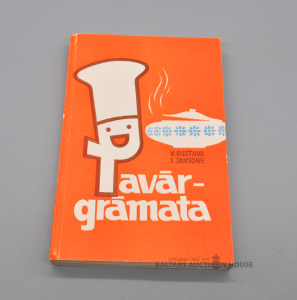 V. GUSTAVA
I. JANSONE
Pavār-
grāmata
BALTARS AUCTION HOUSE